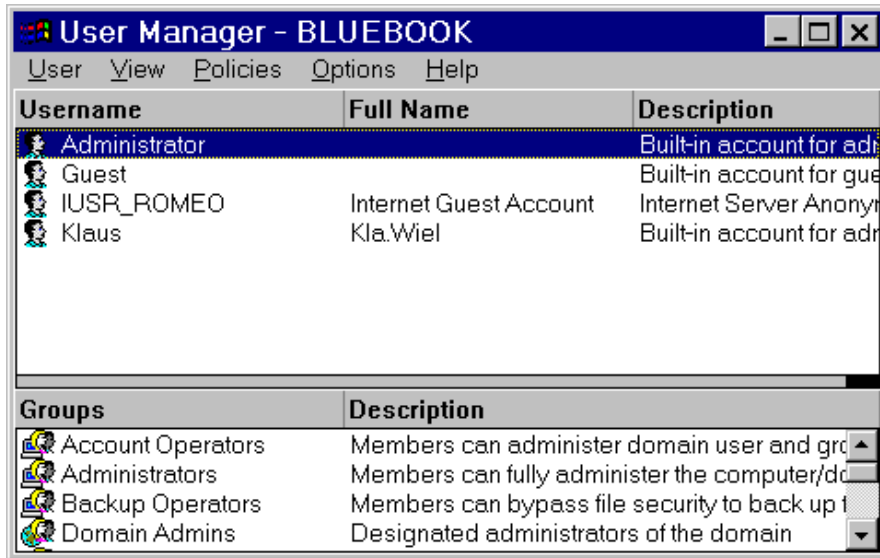 User Manager - BLUEBOOK
User View Policies Options Help
Username Full Name Description
Administrator Built-in account for adr
Guest Built-in account for gue
IUSR_ROMEO Internet Guest Account Internet Server Anony
Klaus Kla.Wiel Built-in account for adr
Groups Description
Account Operators Members can administer domain user and gro
Administrators Members can fully administer the computer/do
Backup Operators Members can bypass file security to back up t
Domain Admins Designated administrators of the domain